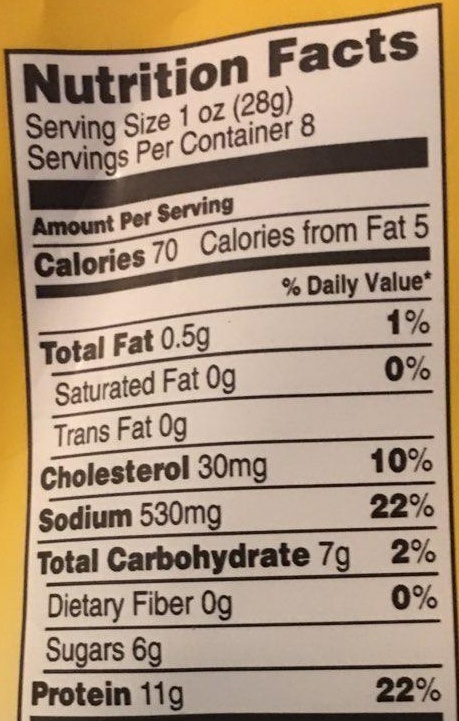 Nutrition Facts
Serving Size 1 oz (28g)
Servings Per Container 8
Amount Per Serving
Calories 70 Calories from Fat 5
% Daily Value*
Total Fat 0.5g 1%
Saturated Fat 0g 0%
Trans Fat 0g
Cholesterol 30mg 10%
Sodium 530mg 22%
Total Carbohydrate 7g 2%
Dietary Fiber 0g 0%
Sugars 6g
Protein 11g 22%